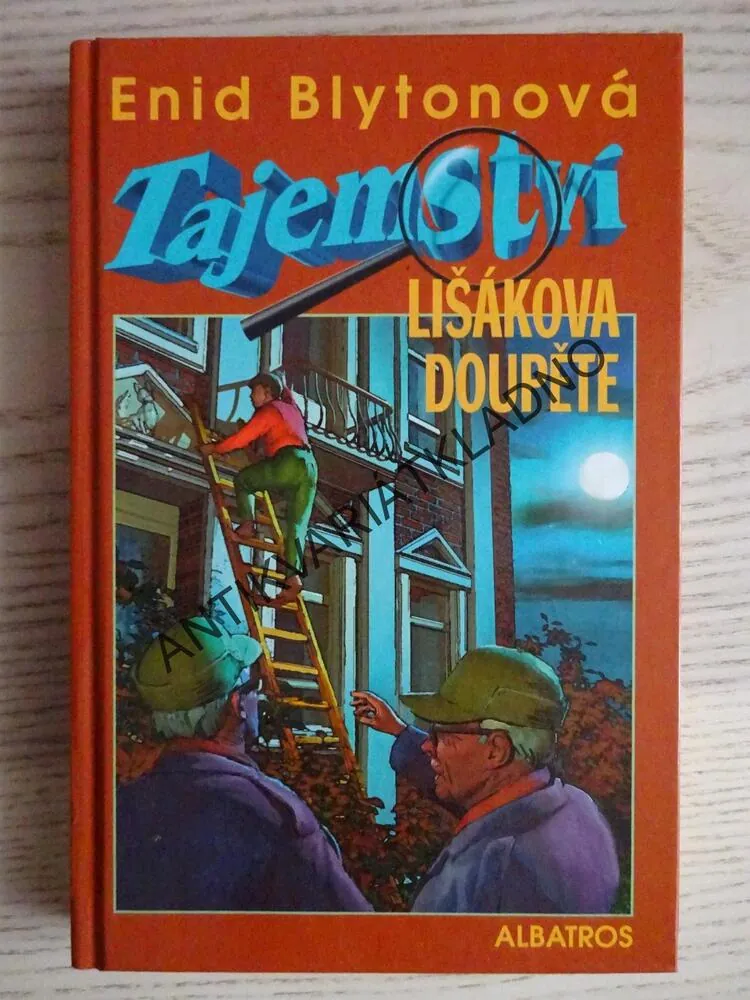 Enid Blytonová
Tajemství
LIŠÁKOVA
DOUPĚTE
ANTIKVARIÁT KLADNO
ALBATROS